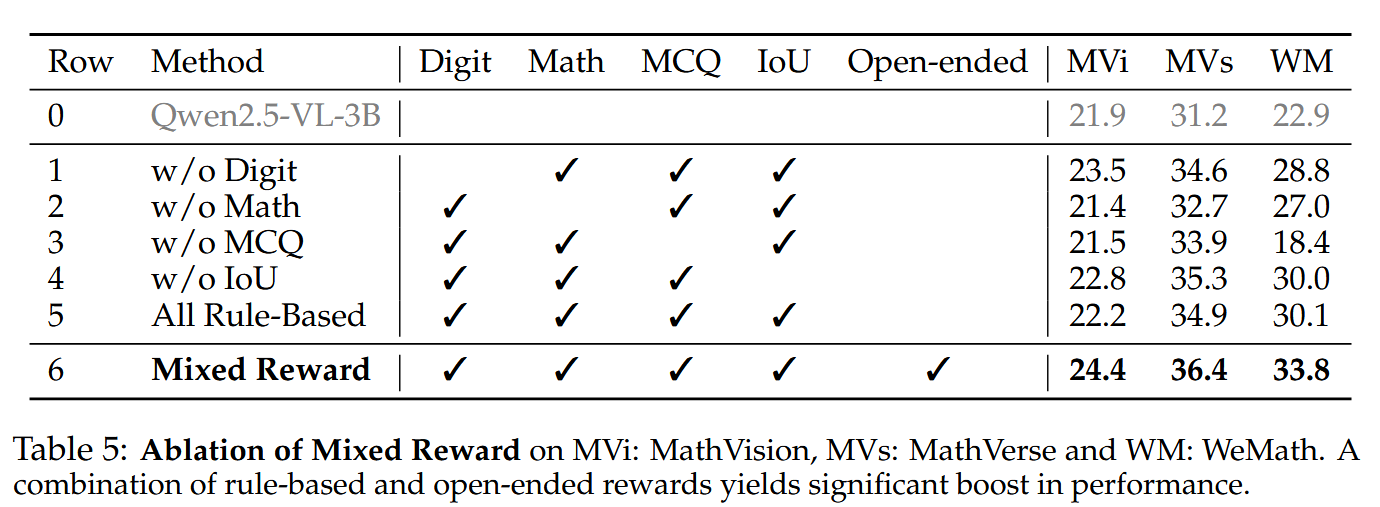 Row Method Digit Math MCQ IoU Open-ended MVi MVs WM
0 Qwen2.5-VL-3B 21.9 31.2 22.9
1 w/o Digit ✓ ✓ ✓ 23.5 34.6 28.8
2 w/o Math ✓ ✓ ✓ 21.4 32.7 27.0
3 w/o MCQ ✓ ✓ ✓ 21.5 33.9 18.4
4 w/o IoU ✓ ✓ ✓ 22.8 35.3 30.0
5 All Rule-Based ✓ ✓ ✓ ✓ 22.2 34.9 30.1
6 Mixed Reward ✓ ✓ ✓ ✓ ✓ 24.4 36.4 33.8
Table 5: Ablation of Mixed Reward on MVi: MathVision, MVs: MathVerse and WM: WeMath. A
combination of rule-based and open-ended rewards yields significant boost in performance.